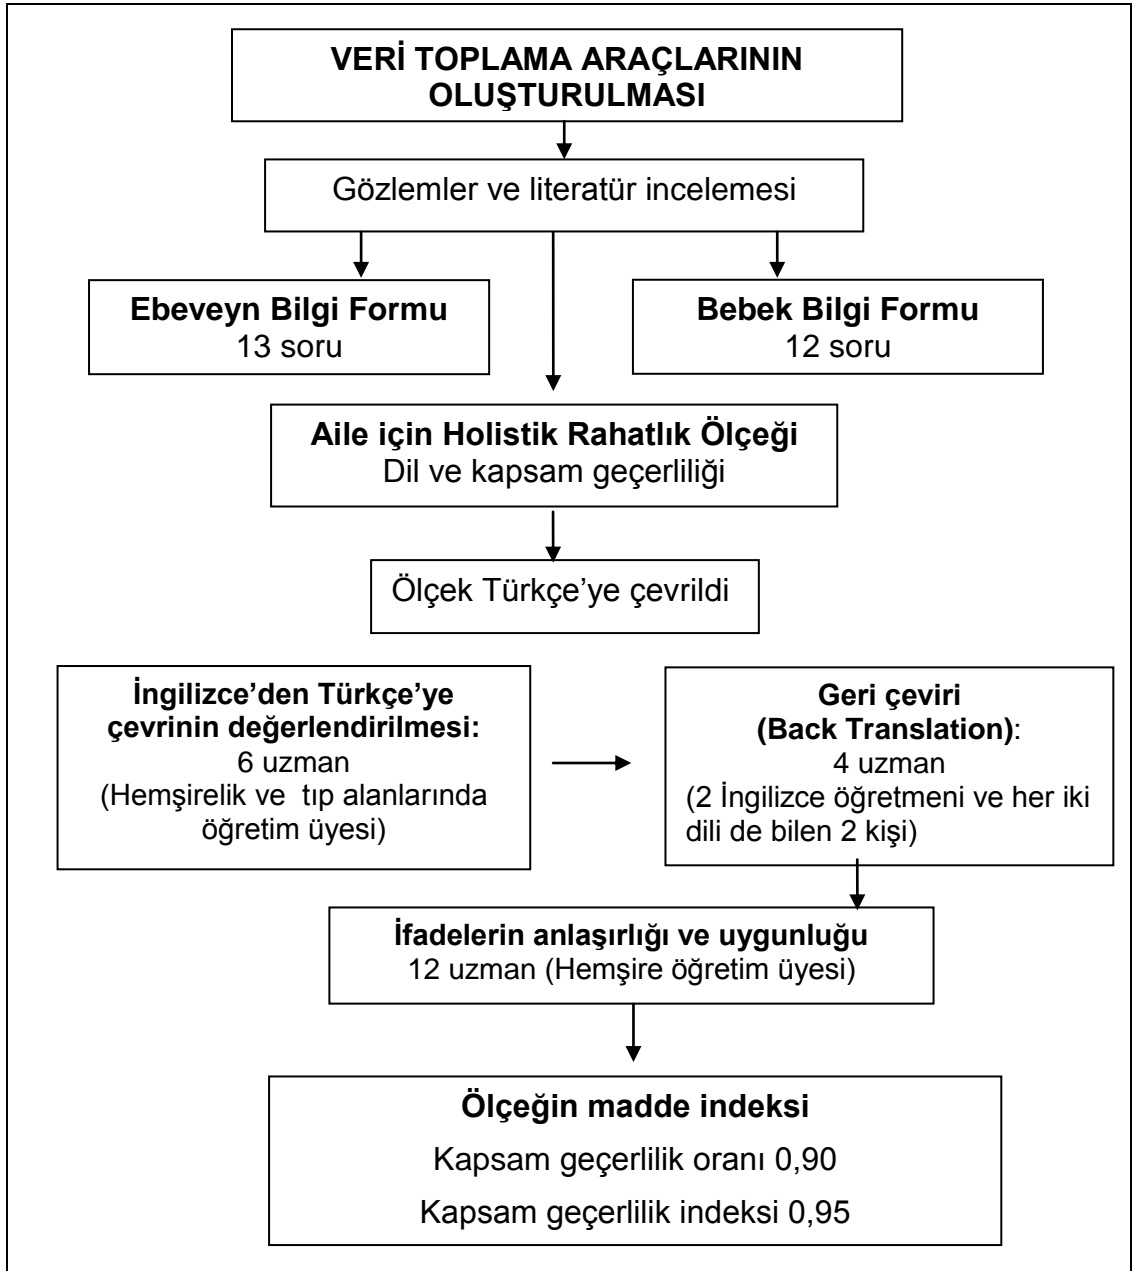 VERİ TOPLAMA ARAÇLARININ
OLUŞTURULMASI
Gözlemler ve literatür incelemesi
Ebeveyn Bilgi Formu
13 soru
Bebek Bilgi Formu
12 soru
Aile için Holistik Rahatlık Ölçeği
Dil ve kapsam geçerliliği
Ölçek Türkçe’ye çevrildi
İngilizce’den Türkçe’ye
çevrinin değerlendirilmesi:
6 uzman
(Hemşirelik ve tıp alanlarında
öğretim üyesi)
Geri çeviri
(Back Translation):
4 uzman
(2 İngilizce öğretmeni ve her iki
dili de bilen 2 kişi)
İfadelerin anlaşırlığı ve uygunluğu
12 uzman (Hemşire öğretim üyesi)
Ölçeğin madde indeksi
Kapsam geçerlilik oranı 0,90
Kapsam geçerlilik indeksi 0,95